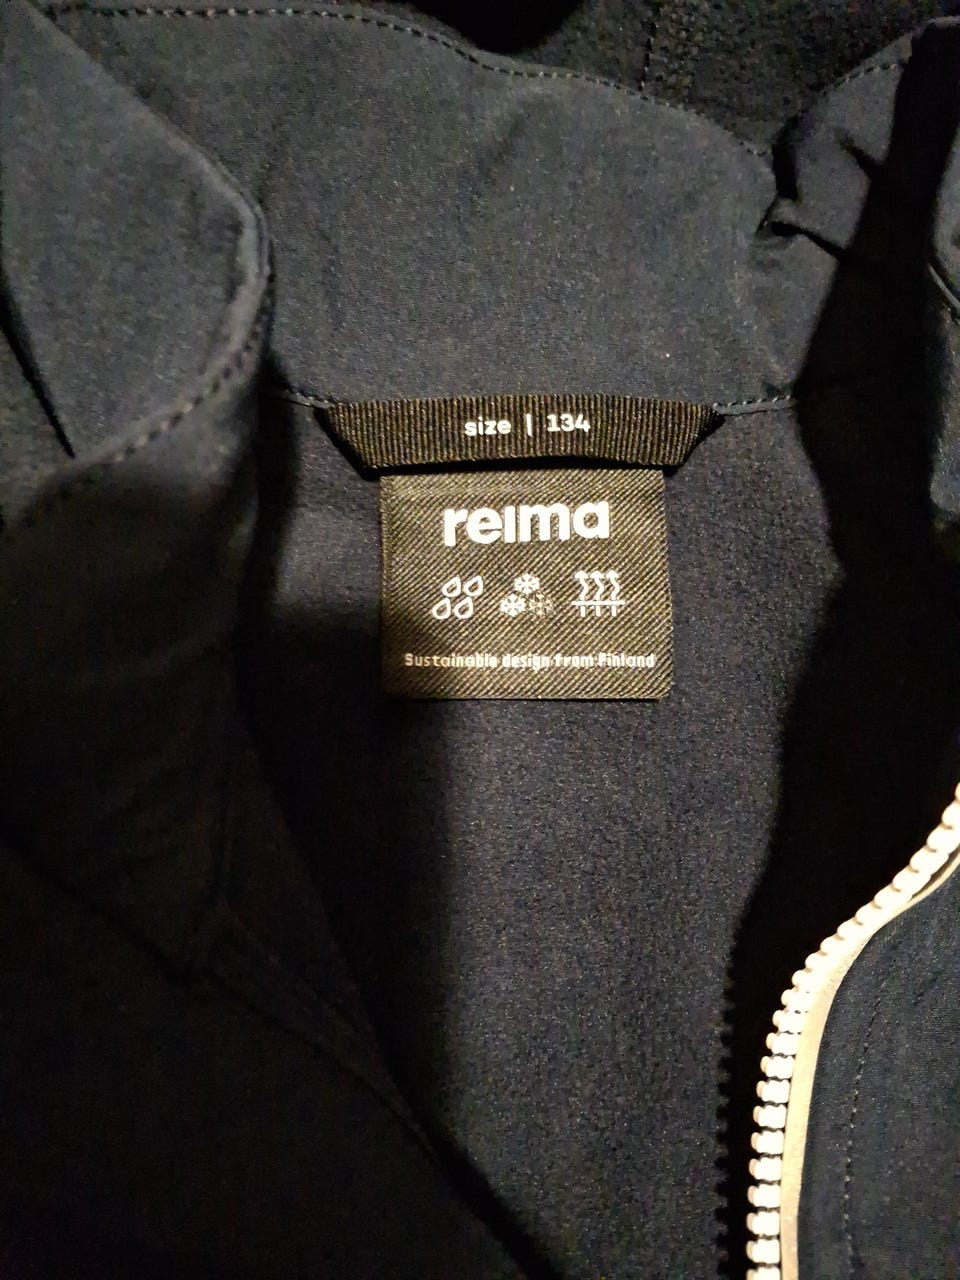 size | 134
reima
Sustainable design from Finland